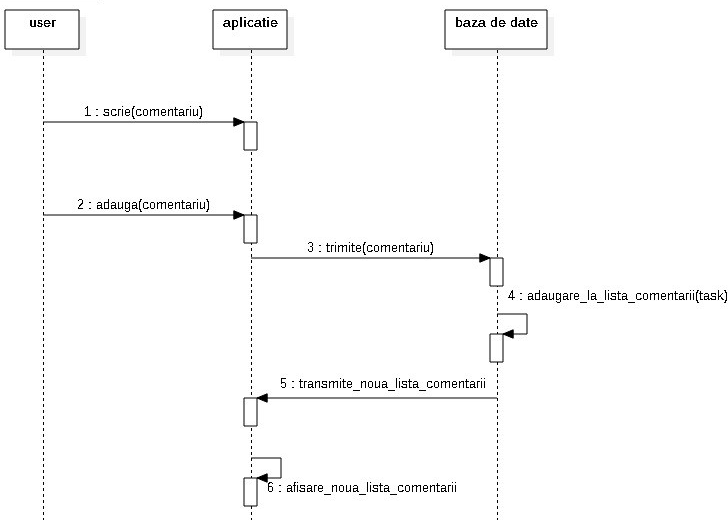 user
aplicatie
baza de date
1 : scrie(comentariu)
2 : adauga(comentariu)
3 : trimite(comentariu)
4 : adaugare_la_lista_comentarii(task)
5 : transmite_noua_lista_comentarii
6 : afisare_noua_lista_comentarii